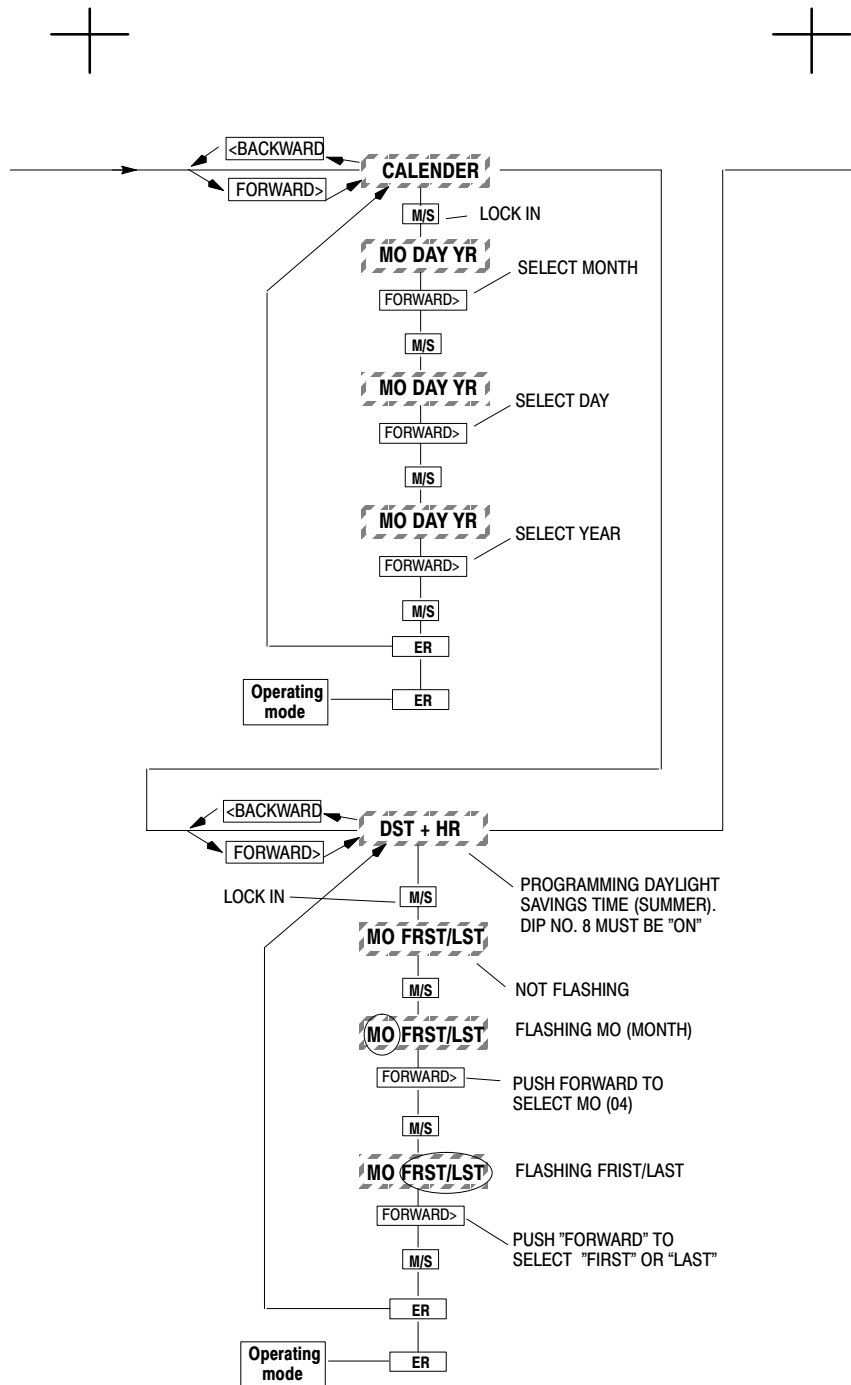 <BACKWARD
CALENDER
FORWARD>
M/S
LOCK IN
MO DAY YR
SELECT MONTH
FORWARD>
M/S
MO DAY YR
SELECT DAY
FORWARD>
M/S
MO DAY YR
SELECT YEAR
FORWARD>
M/S
ER
Operating
mode
ER
<BACKWARD
DST + HR
FORWARD>
PROGRAMMING DAYLIGHT
SAVINGS TIME (SUMMER).
DIP NO. 8 MUST BE ”ON”
LOCK IN
M/S
MO FRST/LST
NOT FLASHING
M/S
MO FRST/LST
FLASHING MO (MONTH)
FORWARD>
PUSH FORWARD TO
SELECT MO (04)
M/S
MO FRST/LST
FLASHING FRIST/LAST
FORWARD>
PUSH ”FORWARD” TO
SELECT ”FIRST” OR “LAST”
M/S
ER
Operating
mode
ER